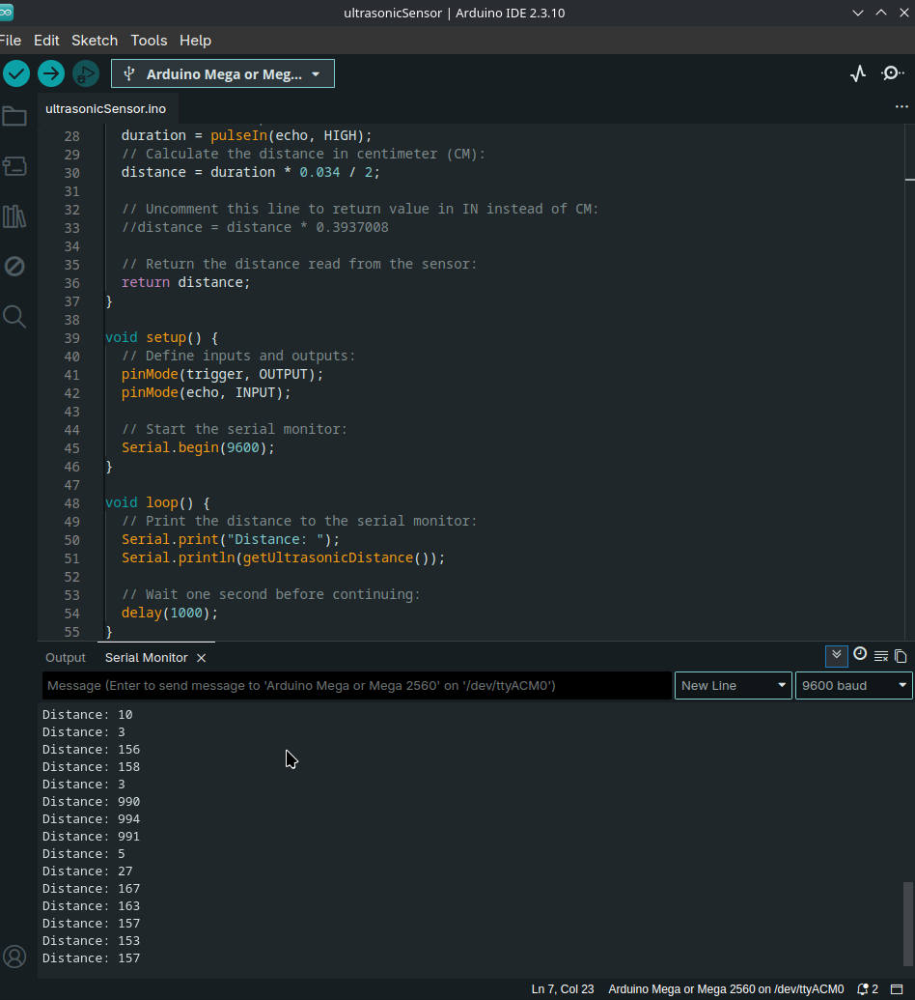 ultrasonicSensor | Arduino IDE 2.3.10
File Edit Sketch Tools Help
Arduino Mega or Meg...
ultrasonicSensor.ino
28 duration = pulseIn(echo, HIGH);
29 // Calculate the distance in centimeter (CM):
30 distance = duration * 0.034 / 2;
31
32 // Uncomment this line to return value in IN instead of CM:
33 //distance = distance * 0.3937008
34
35 // Return the distance read from the sensor:
36 return distance;
37 }
38
39 void setup() {
40 // Define inputs and outputs:
41 pinMode(trigger, OUTPUT);
42 pinMode(echo, INPUT);
43
44 // Start the serial monitor:
45 Serial.begin(9600);
46 }
47
48 void loop() {
49 // Print the distance to the serial monitor:
50 Serial.print("Distance: ");
51 Serial.println(getUltrasonicDistance());
52
53 // Wait one second before continuing:
54 delay(1000);
55 }
Output Serial Monitor
Message (Enter to send message to 'Arduino Mega or Mega 2560' on '/dev/ttyACM0') New Line 9600 baud
Distance: 10
Distance: 3
Distance: 156
Distance: 158
Distance: 3
Distance: 990
Distance: 994
Distance: 991
Distance: 5
Distance: 27
Distance: 167
Distance: 163
Distance: 157
Distance: 153
Distance: 157
Ln 7, Col 23 Arduino Mega or Mega 2560 on /dev/ttyACM0 2